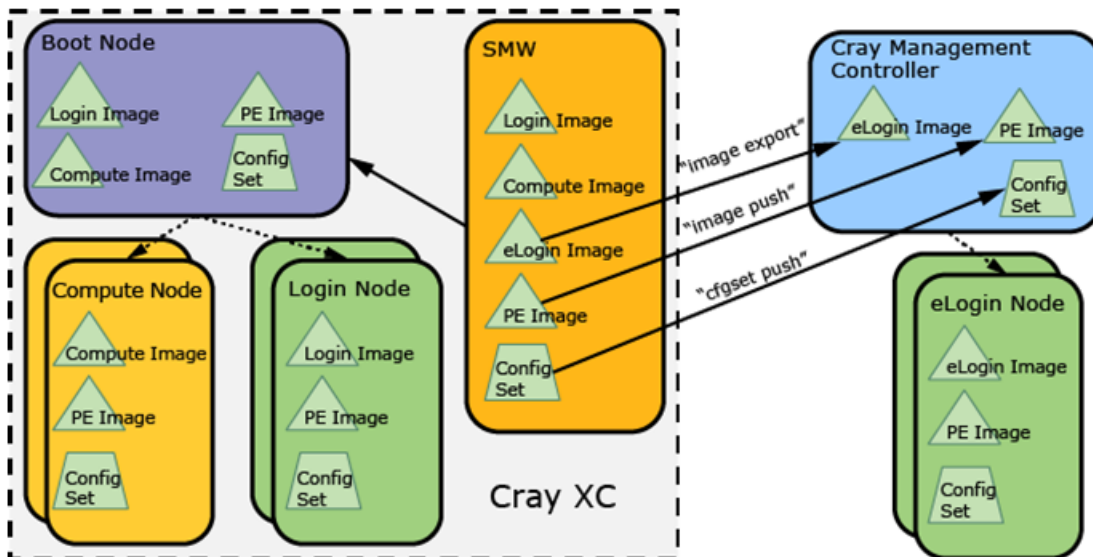 Boot Node
Login Image
PE Image
Compute Image
Config
Set
SMW
Login Image
Compute Image
eLogin Image
PE Image
Config
Set
Cray Management
Controller
eLogin Image
PE Image
Config
Set
“image export”
“image push”
“cfgset push”
Compute Node
Compute Image
PE Image
Config
Set
Login Node
Login Image
PE Image
Config
Set
eLogin Node
eLogin Image
PE Image
Config
Set
Cray XC